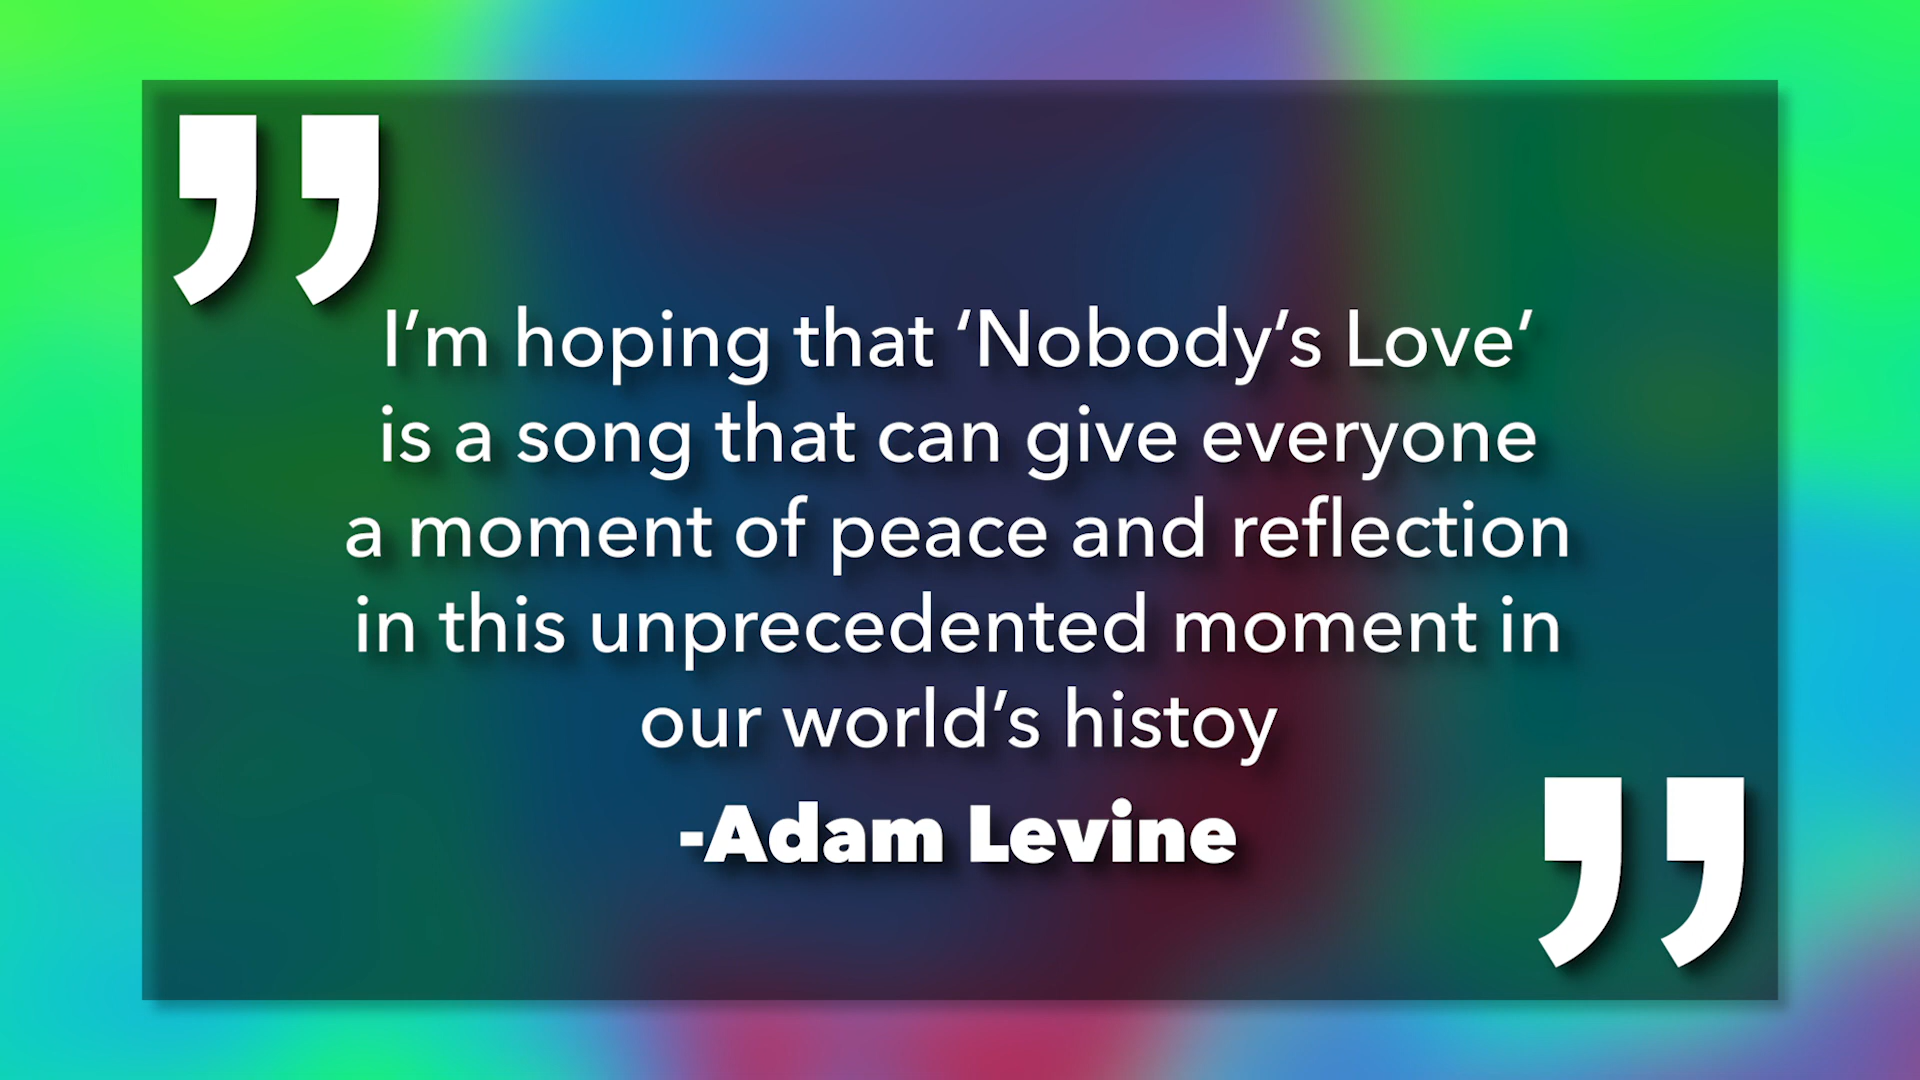 ”
I’m hoping that ‘Nobody’s Love’
is a song that can give everyone
a moment of peace and reflection
in this unprecedented moment in
our world’s histoy
-Adam Levine
”